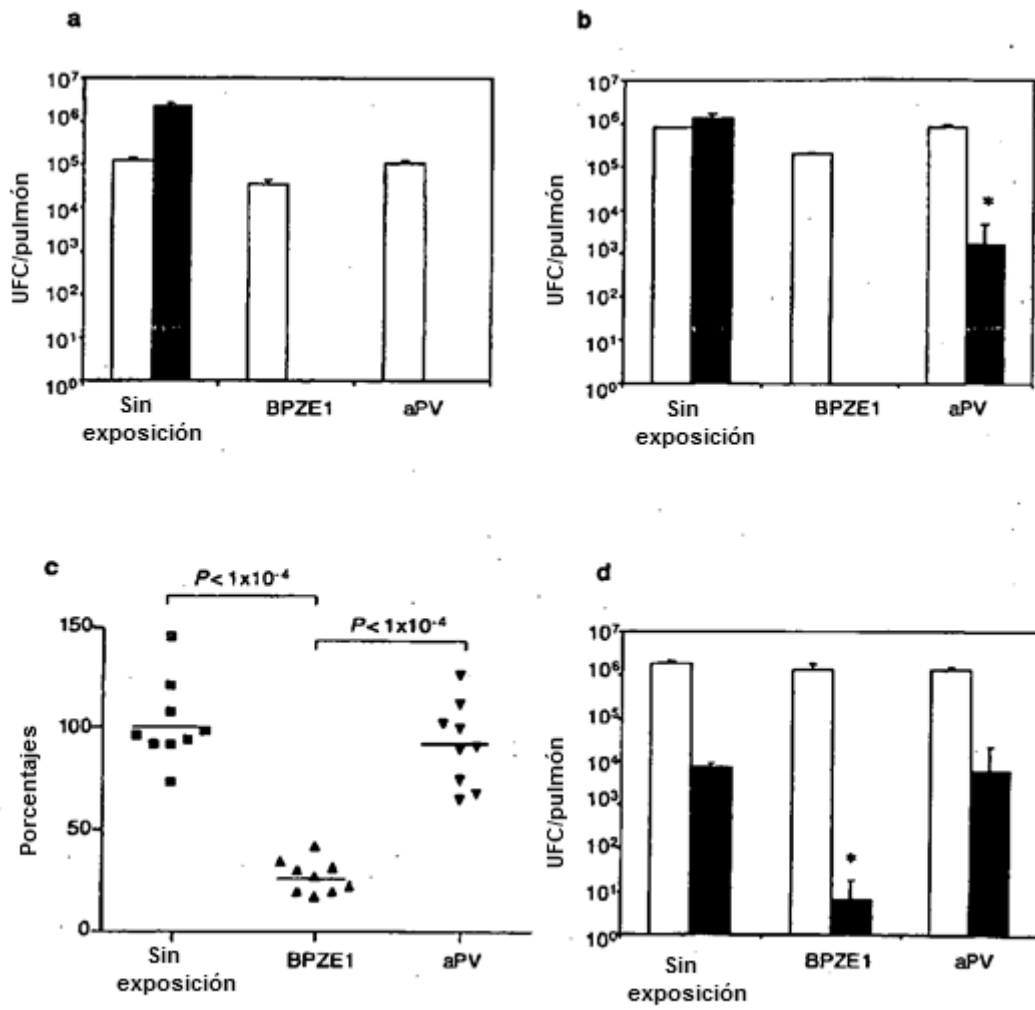 a
UFC/pulmón
10⁷
10⁶
10⁵
10⁴
10³
10²
10¹
10⁰
Sin exposición
BPZE1
aPV
b
UFC/pulmón
10⁷
10⁶
10⁵
10⁴
10³
10²
10¹
10⁰
*
Sin exposición
BPZE1
aPV
c
P< 1x10⁻⁴
P< 1x10⁻⁴
Porcentajes
150
100
50
0
Sin exposición
BPZE1
aPV
d
UFC/pulmón
10⁷
10⁶
10⁵
10⁴
10³
10²
10¹
10⁰
*
Sin exposición
BPZE1
aPV